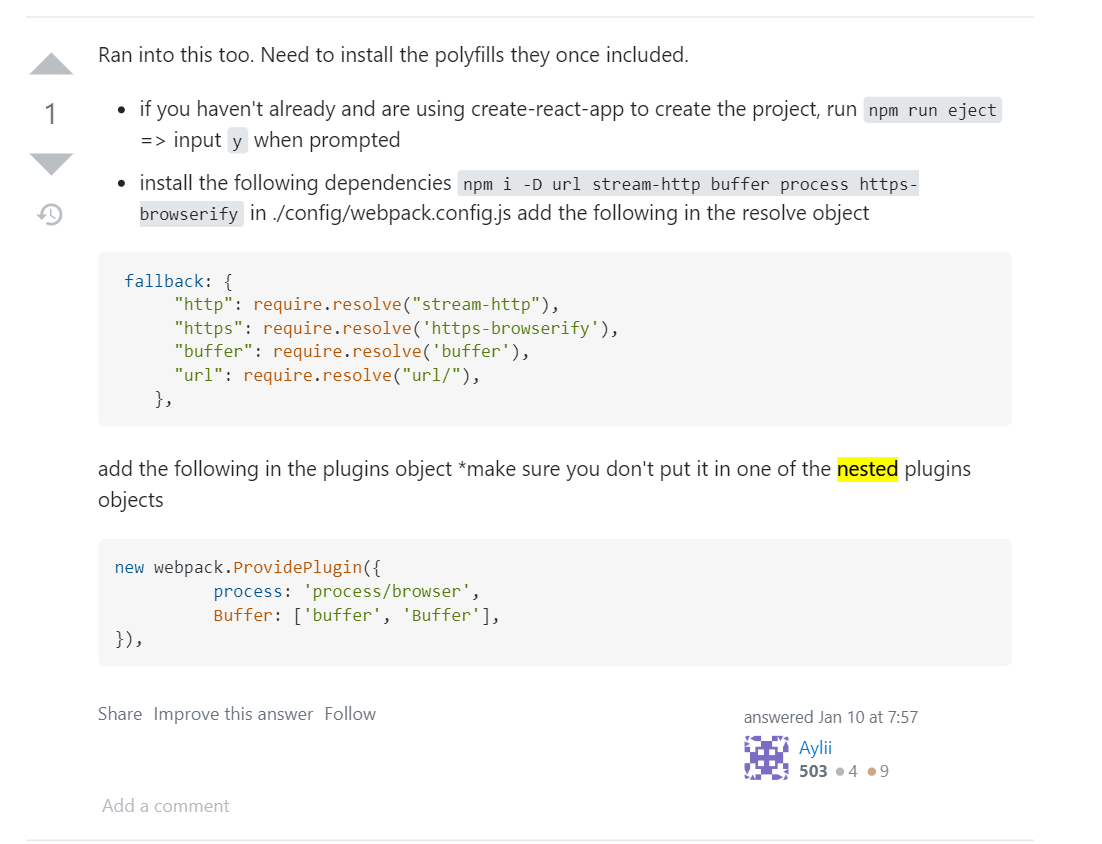 Ran into this too. Need to install the polyfills they once included.
1
• if you haven't already and are using create-react-app to create the project, run npm run eject
=> input y when prompted
• install the following dependencies npm i -D url stream-http buffer process https-
browserify in ./config/webpack.config.js add the following in the resolve object
fallback: {
"http": require.resolve("stream-http"),
"https": require.resolve('https-browserify'),
"buffer": require.resolve('buffer'),
"url": require.resolve("url/"),
},
add the following in the plugins object *make sure you don't put it in one of the nested plugins
objects
new webpack.ProvidePlugin({
process: 'process/browser',
Buffer: ['buffer', 'Buffer'],
}),
Share Improve this answer Follow
answered Jan 10 at 7:57
Aylii
503 ● 4 ● 9
Add a comment